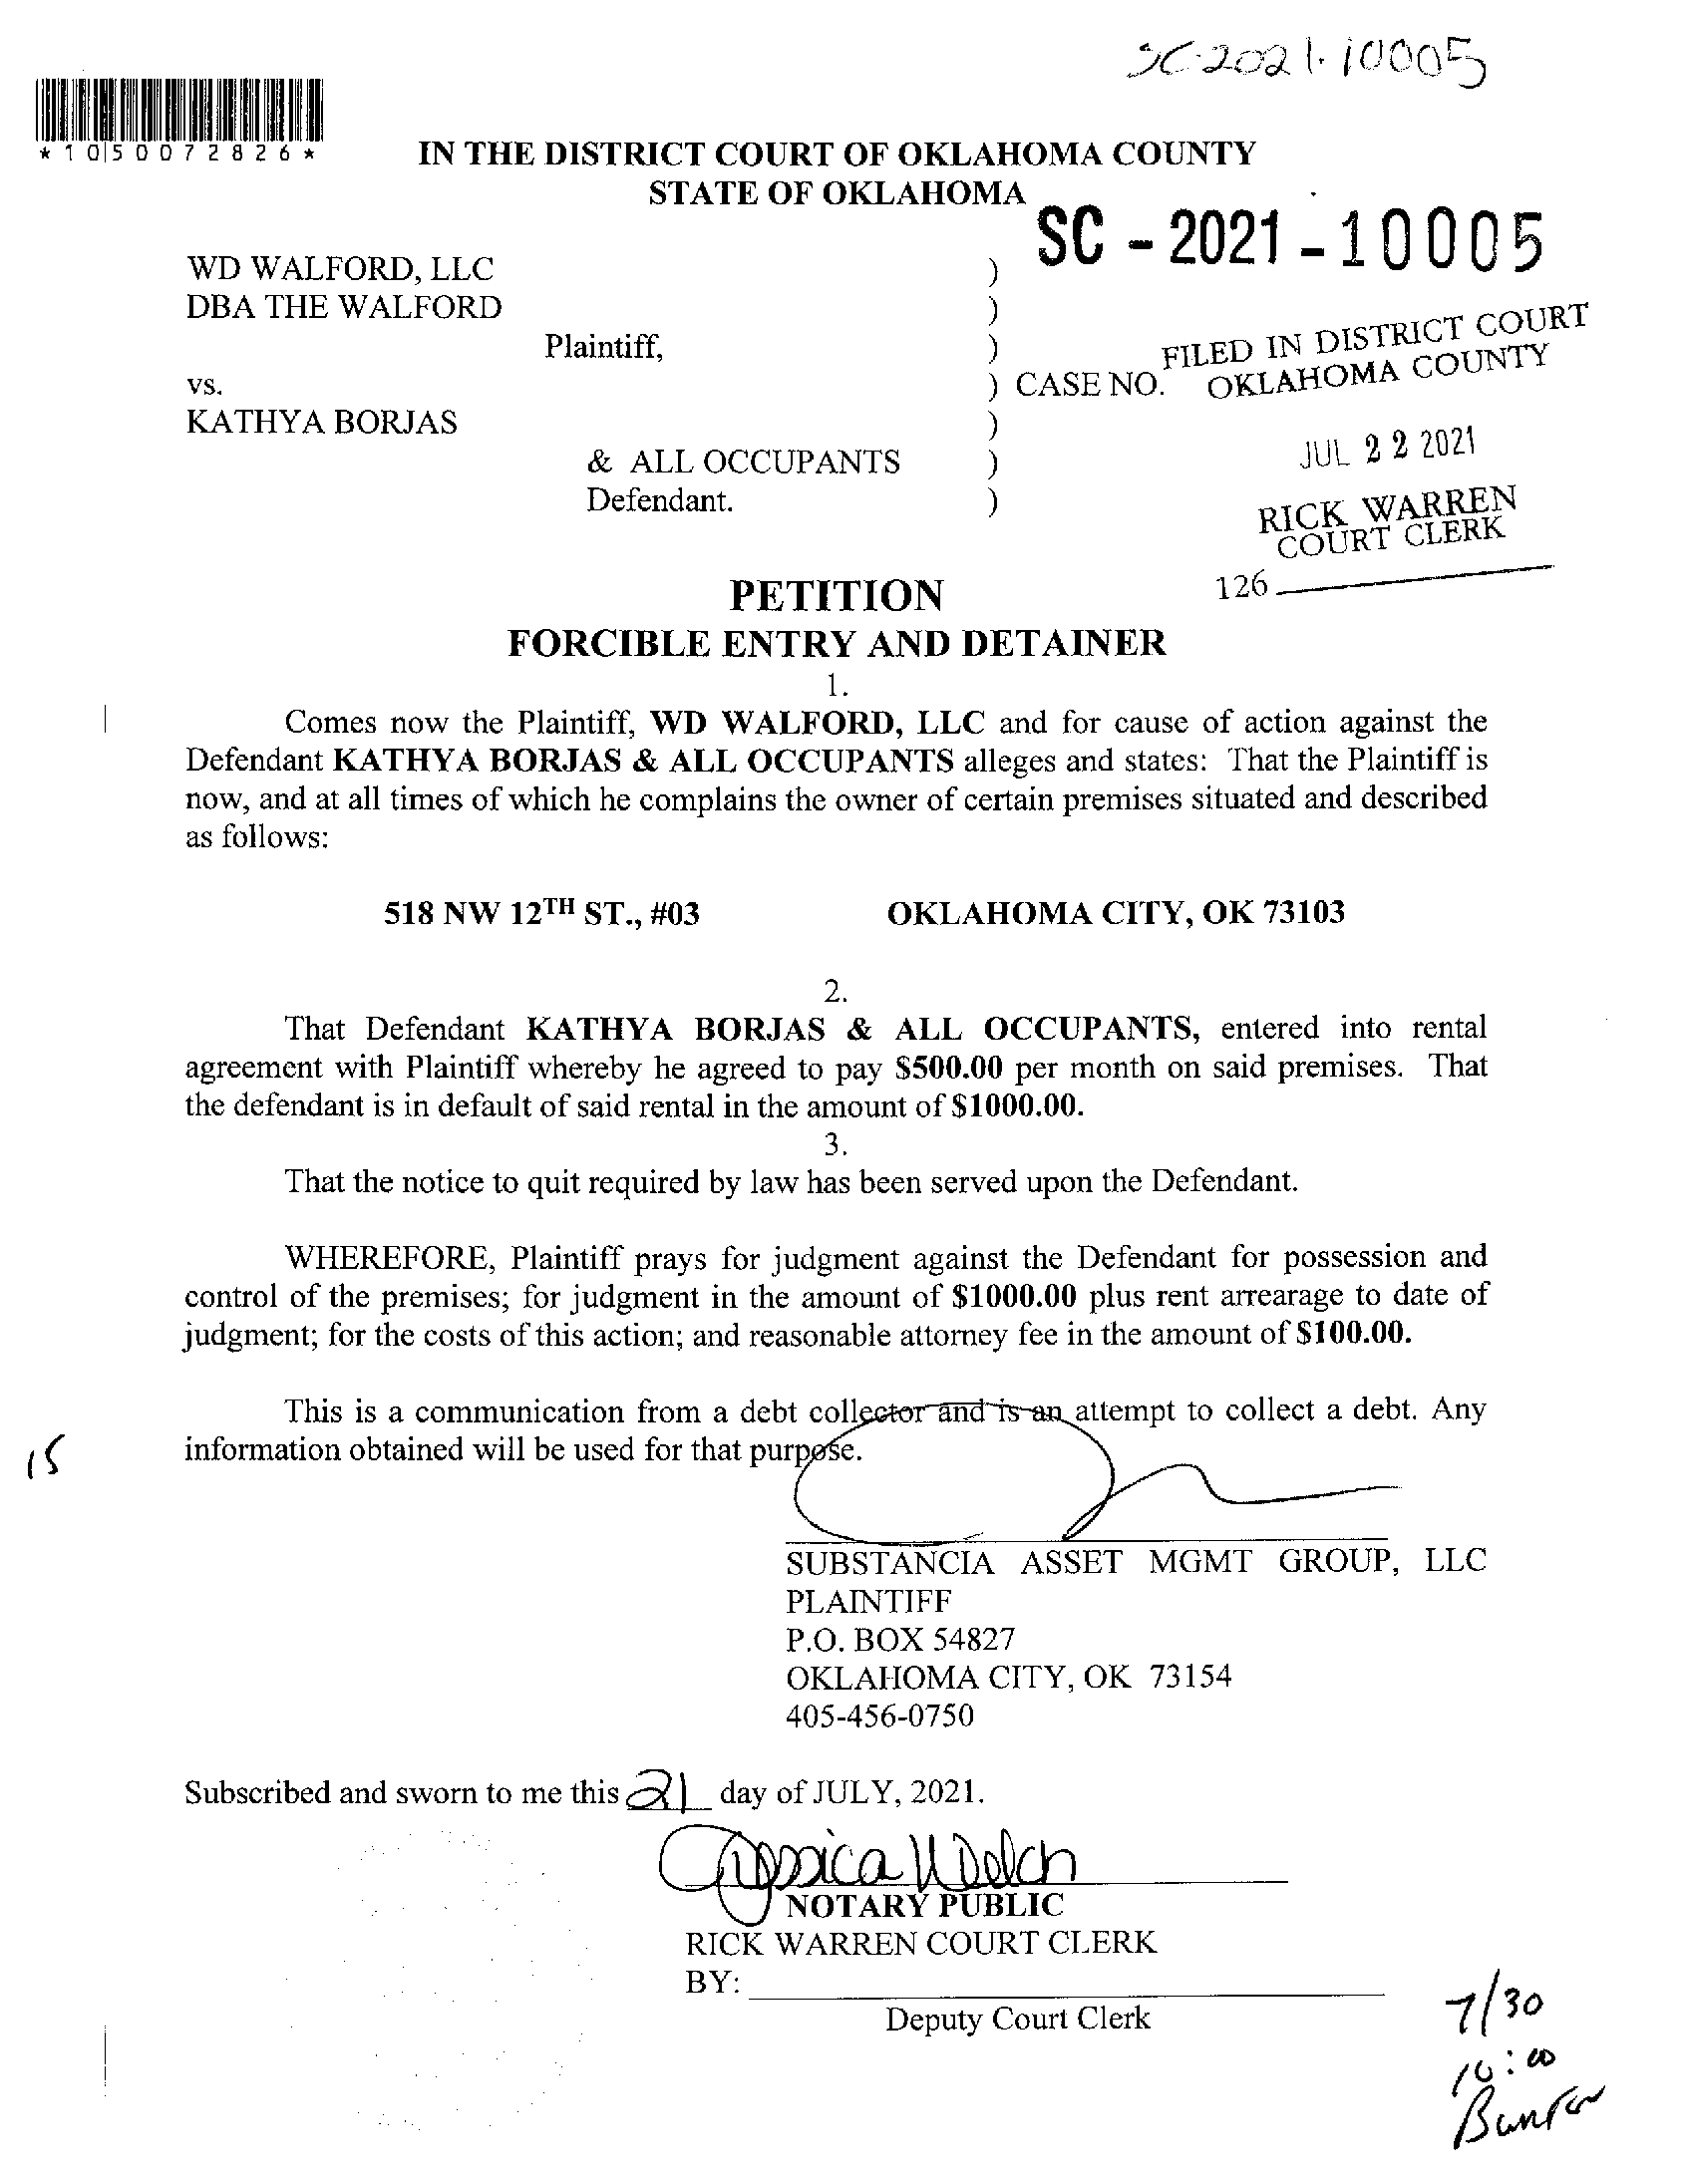 SC-2021-10005
*1050072826*
IN THE DISTRICT COURT OF OKLAHOMA COUNTY
STATE OF OKLAHOMA
SC - 2021 - 10005
WD WALFORD, LLC )
DBA THE WALFORD )
Plaintiff, )
FILED IN DISTRICT COURT
OKLAHOMA COUNTY
vs. ) CASE NO.
KATHYA BORJAS )
JUL 22 2021
& ALL OCCUPANTS )
Defendant. )
RICK WARREN
COURT CLERK
126
PETITION
FORCIBLE ENTRY AND DETAINER
1.
Comes now the Plaintiff, WD WALFORD, LLC and for cause of action against the
Defendant KATHYA BORJAS & ALL OCCUPANTS alleges and states: That the Plaintiff is
now, and at all times of which he complains the owner of certain premises situated and described
as follows:
518 NW 12TH ST., #03 OKLAHOMA CITY, OK 73103
2.
That Defendant KATHYA BORJAS & ALL OCCUPANTS, entered into rental
agreement with Plaintiff whereby he agreed to pay $500.00 per month on said premises. That
the defendant is in default of said rental in the amount of $1000.00.
3.
That the notice to quit required by law has been served upon the Defendant.
WHEREFORE, Plaintiff prays for judgment against the Defendant for possession and
control of the premises; for judgment in the amount of $1000.00 plus rent arrearage to date of
judgment; for the costs of this action; and reasonable attorney fee in the amount of $100.00.
This is a communication from a debt collector and is an attempt to collect a debt. Any
information obtained will be used for that purpose.
15
SUBSTANCIA ASSET MGMT GROUP, LLC
PLAINTIFF
P.O. BOX 54827
OKLAHOMA CITY, OK 73154
405-456-0750
Subscribed and sworn to me this 21 day of JULY, 2021.
Jessica Welch
NOTARY PUBLIC
RICK WARREN COURT CLERK
BY:
Deputy Court Clerk
7/30
10:00